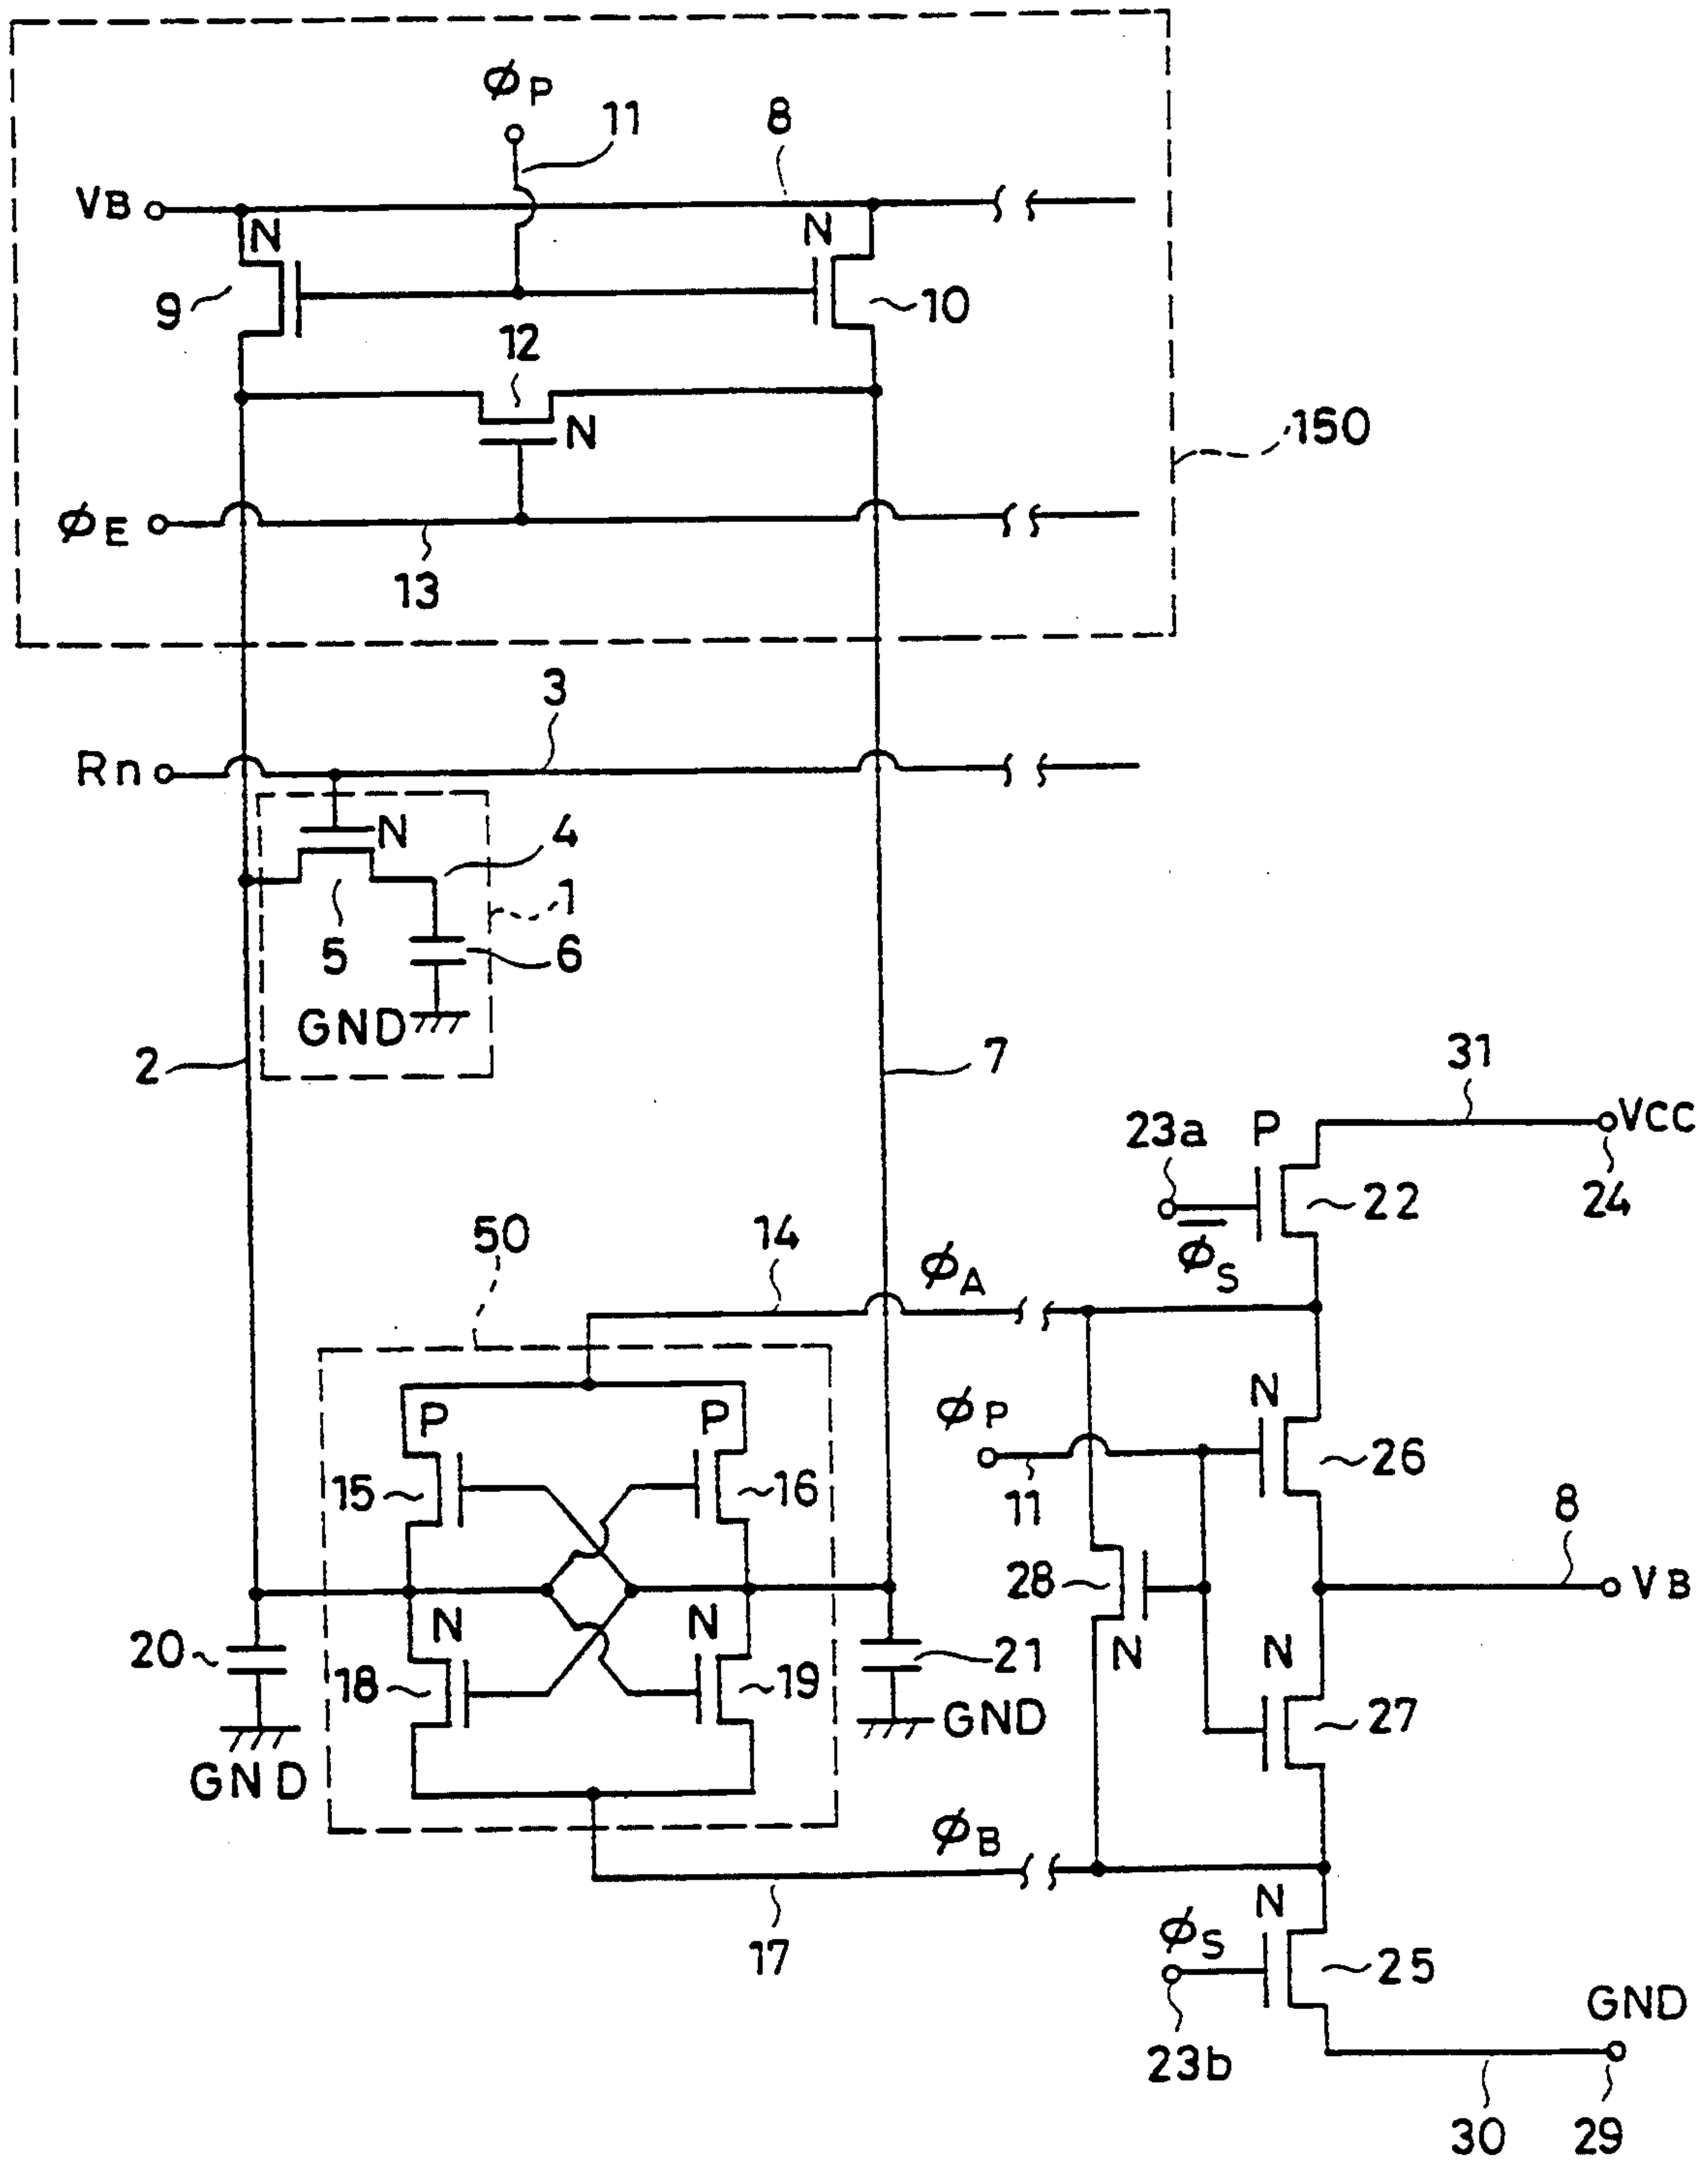 ϕP
11
8
VB
N
N
9
10
12
N
150
ϕE
13
3
Rn
N
4
1
5
6
GND
2
7
31
23a
P
VCC
22
24
50
14
ϕA
ϕ̅S
P
P
ϕP
N
15
16
26
11
8
28
VB
N
N
N
N
20
21
18
19
27
GND
GND
ϕB
N
ϕS
17
25
GND
23b
30
29